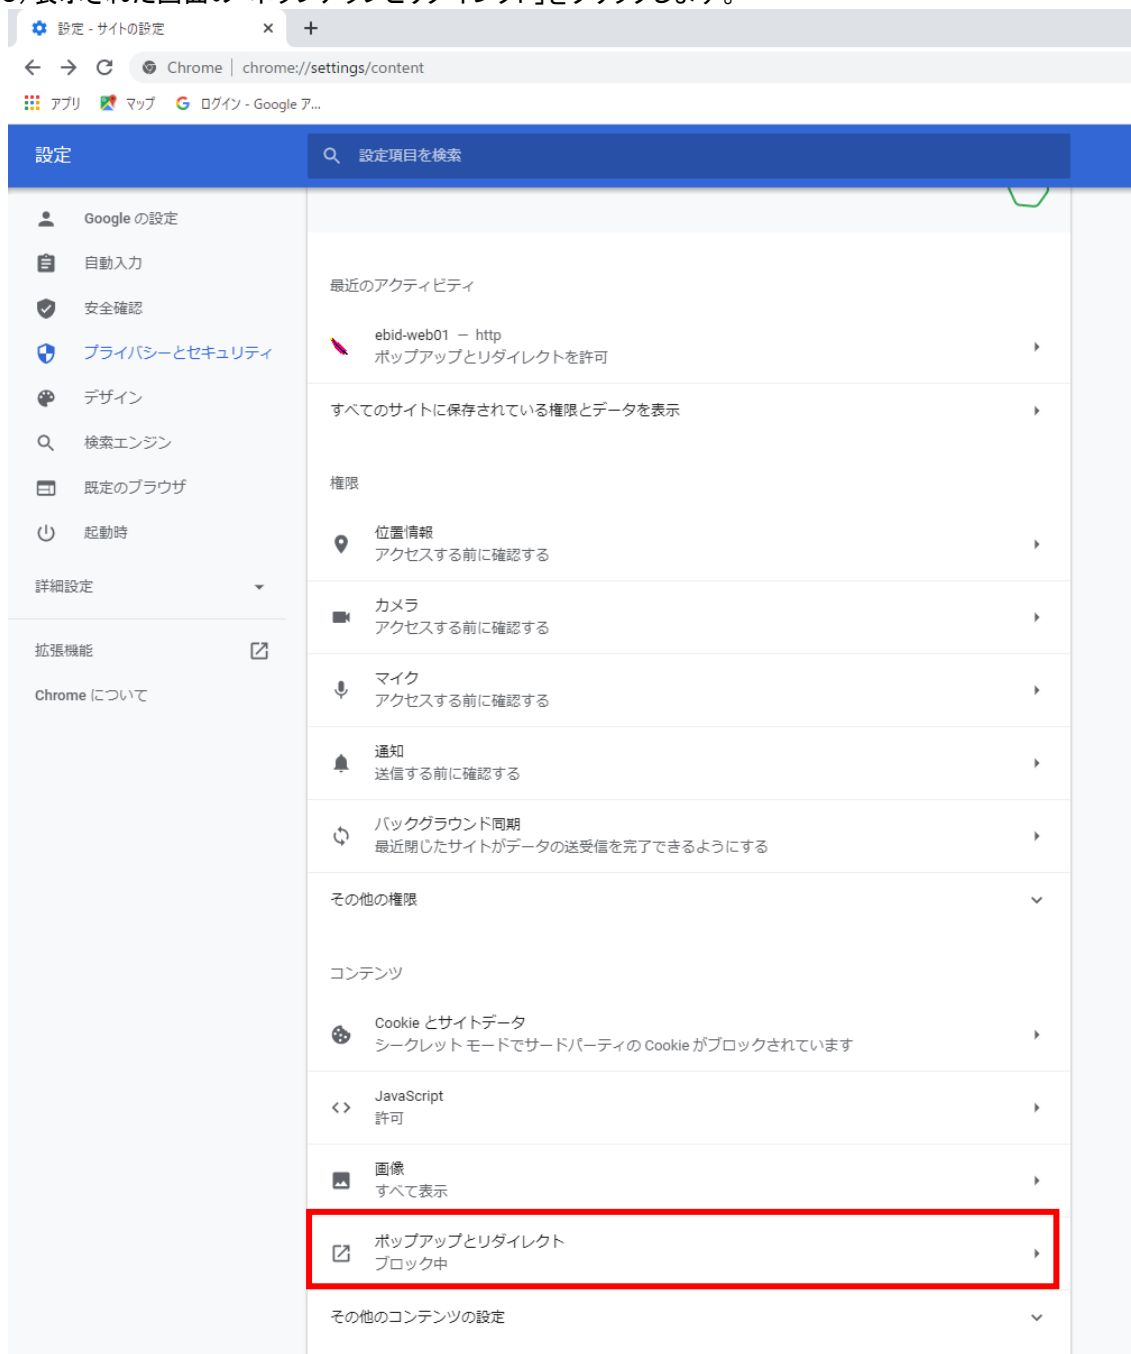 設定 - サイトの設定
Chrome | chrome://settings/content
アプリ マップ G ログイン - Google ア...
設定
設定項目を検索
Google の設定
自動入力
安全確認
プライバシーとセキュリティ
デザイン
検索エンジン
既定のブラウザ
起動時
詳細設定
拡張機能
Chrome について
最近のアクティビティ
ebid-web01 － http
ポップアップとリダイレクトを許可
すべてのサイトに保存されている権限とデータを表示
権限
位置情報
アクセスする前に確認する
カメラ
アクセスする前に確認する
マイク
アクセスする前に確認する
通知
送信する前に確認する
バックグラウンド同期
最近閉じたサイトがデータの送受信を完了できるようにする
その他の権限
コンテンツ
Cookie とサイトデータ
シークレット モードでサードパーティの Cookie がブロックされています
JavaScript
許可
画像
すべて表示
ポップアップとリダイレクト
ブロック中
その他のコンテンツの設定